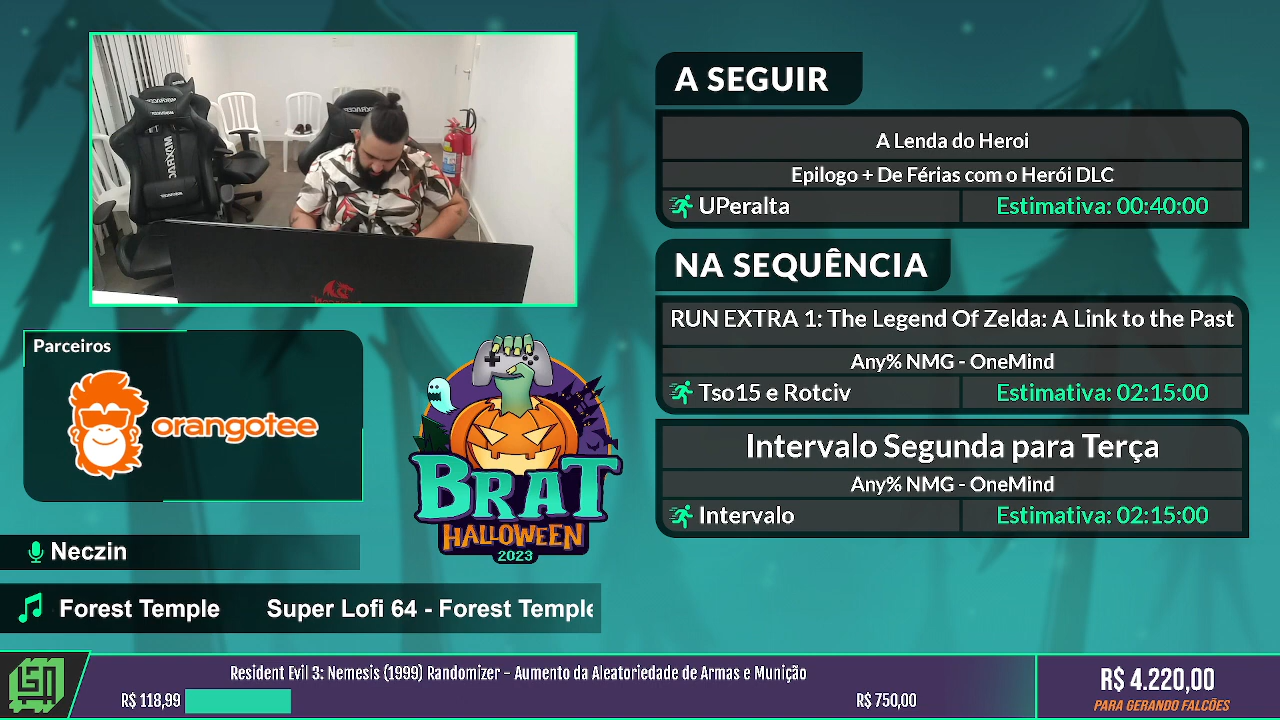 A SEGUIR
A Lenda do Heroi
Epilogo + De Férias com o Herói DLC
UPeralta
Estimativa: 00:40:00
NA SEQUÊNCIA
RUN EXTRA 1: The Legend Of Zelda: A Link to the Past
Any% NMG - OneMind
Tso15 e Rotciv
Estimativa: 02:15:00
Intervalo Segunda para Terça
Any% NMG - OneMind
Intervalo
Estimativa: 02:15:00
Parceiros
orangotee
BRAT
HALLOWEEN
2023
Neczin
Forest Temple
Super Lofi 64 - Forest Temple
Resident Evil 3: Nemesis (1999) Randomizer - Aumento da Aleatoriedade de Armas e Munição
R$ 118,99
R$ 750,00
R$ 4.220,00
PARA GERANDO FALCÕES